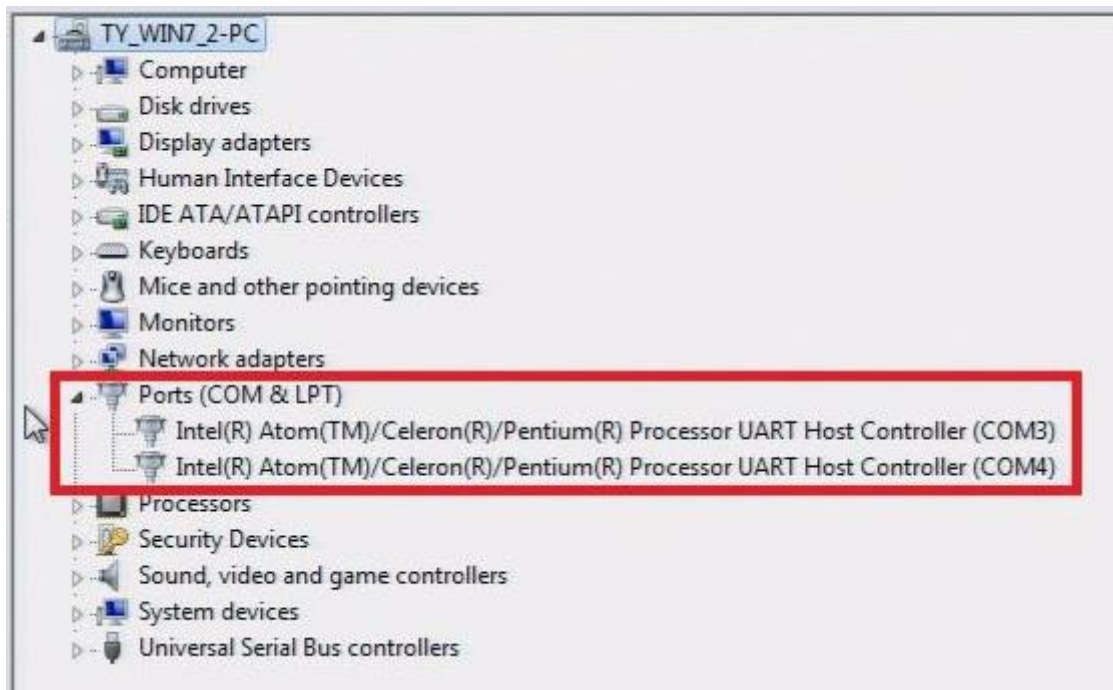 TY_WIN7_2-PC
Computer
Disk drives
Display adapters
Human Interface Devices
IDE ATA/ATAPI controllers
Keyboards
Mice and other pointing devices
Monitors
Network adapters
Ports (COM & LPT)
Intel(R) Atom(TM)/Celeron(R)/Pentium(R) Processor UART Host Controller (COM3)
Intel(R) Atom(TM)/Celeron(R)/Pentium(R) Processor UART Host Controller (COM4)
Processors
Security Devices
Sound, video and game controllers
System devices
Universal Serial Bus controllers